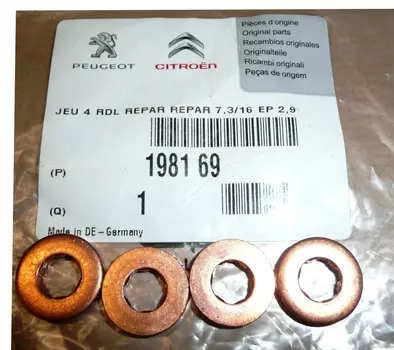 PEUGEOT
CITROËN
Pièces d'origine
Original parts
Recambios originales
Originalteile
Ricambi originali
Peças de origem
JEU 4 RDL REPAR REPAR 7,3/16 EP 2,9
(P) 1981 69
(Q) 1
Made in DE - Germany